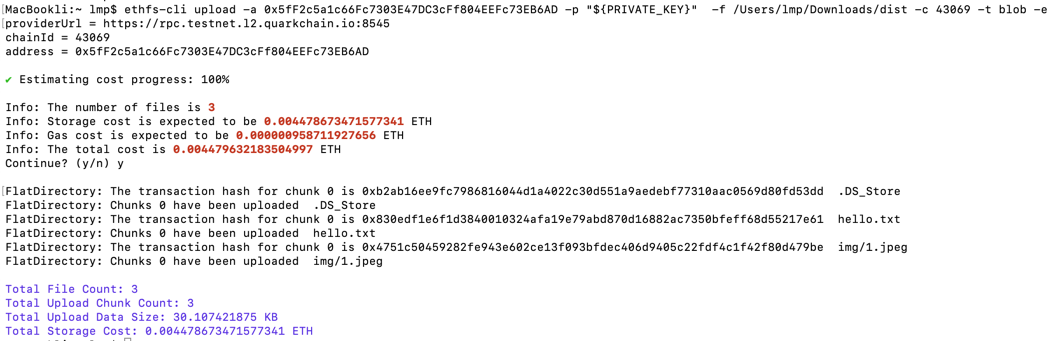 MacBookli:~ lmp$ ethfs-cli upload -a 0x5fF2c5a1c66Fc7303E47DC3cFf804EEFc73EB6AD -p "${PRIVATE_KEY}" -f /Users/lmp/Downloads/dist -c 43069 -t blob -e
providerUrl = https://rpc.testnet.l2.quarkchain.io:8545
chainId = 43069
address = 0x5fF2c5a1c66Fc7303E47DC3cFf804EEFc73EB6AD
✔ Estimating cost progress: 100%
Info: The number of files is 3
Info: Storage cost is expected to be 0.004478673471577341 ETH
Info: Gas cost is expected to be 0.000000958711927656 ETH
Info: The total cost is 0.004479632183504997 ETH
Continue? (y/n) y
FlatDirectory: The transaction hash for chunk 0 is 0xb2ab16ee9fc7986816044d1a4022c30d551a9aedebf77310aac0569d80fd53dd .DS_Store
FlatDirectory: Chunks 0 have been uploaded .DS_Store
FlatDirectory: The transaction hash for chunk 0 is 0x830edf1e6f1d3840010324afa19e79abd870d16882ac7350bfeff68d55217e61 hello.txt
FlatDirectory: Chunks 0 have been uploaded hello.txt
FlatDirectory: The transaction hash for chunk 0 is 0x4751c50459282fe943e602ce13f093bfdec406d9405c22fdf4c1f42f80d479be img/1.jpeg
FlatDirectory: Chunks 0 have been uploaded img/1.jpeg
Total File Count: 3
Total Upload Chunk Count: 3
Total Upload Data Size: 30.107421875 KB
Total Storage Cost: 0.004478673471577341 ETH